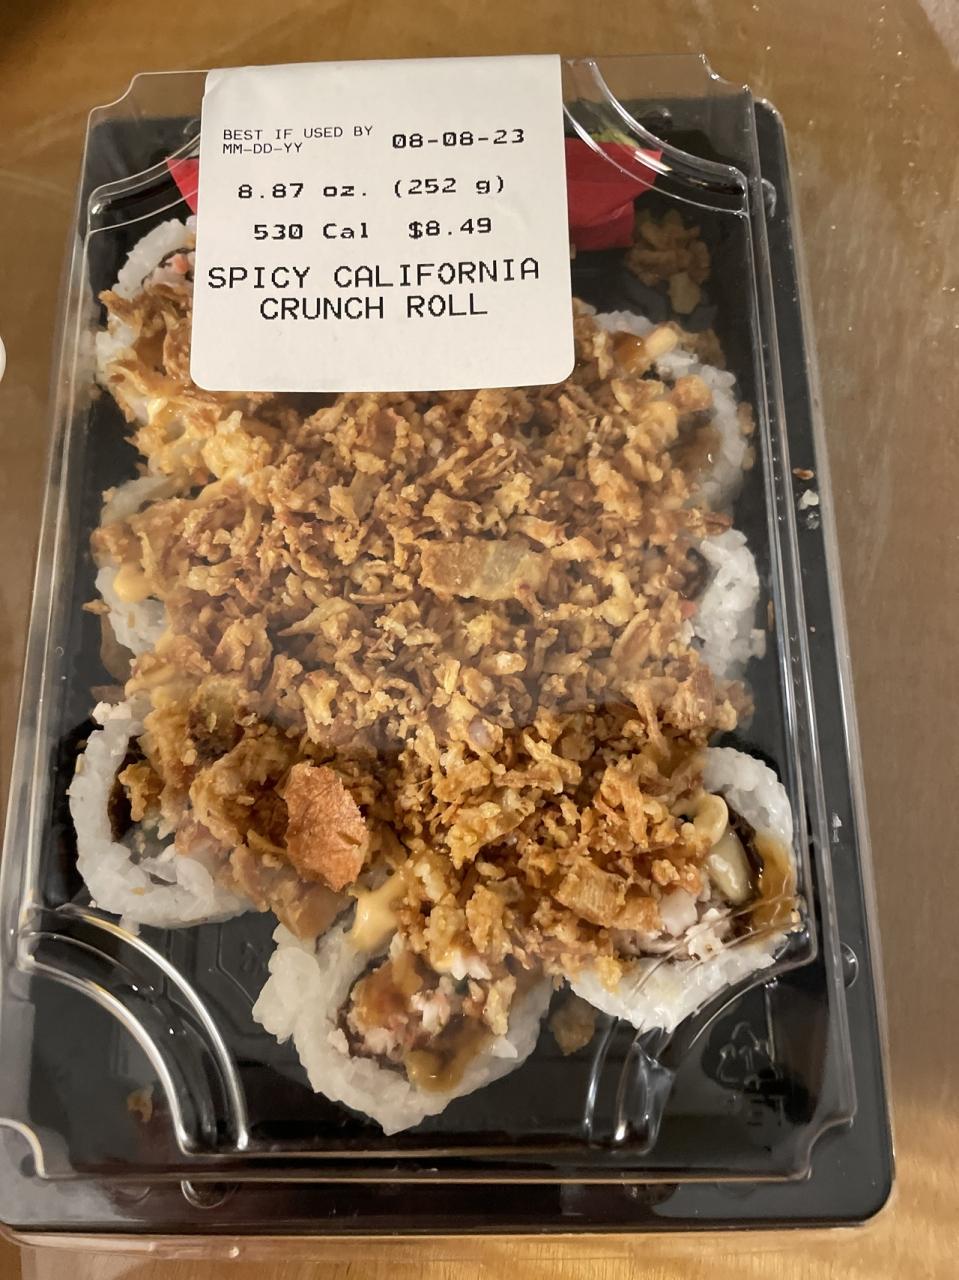 BEST IF USED BY
MM-DD-YY
08-08-23
8.87 oz. (252 g)
530 Cal $8.49
SPICY CALIFORNIA
CRUNCH ROLL